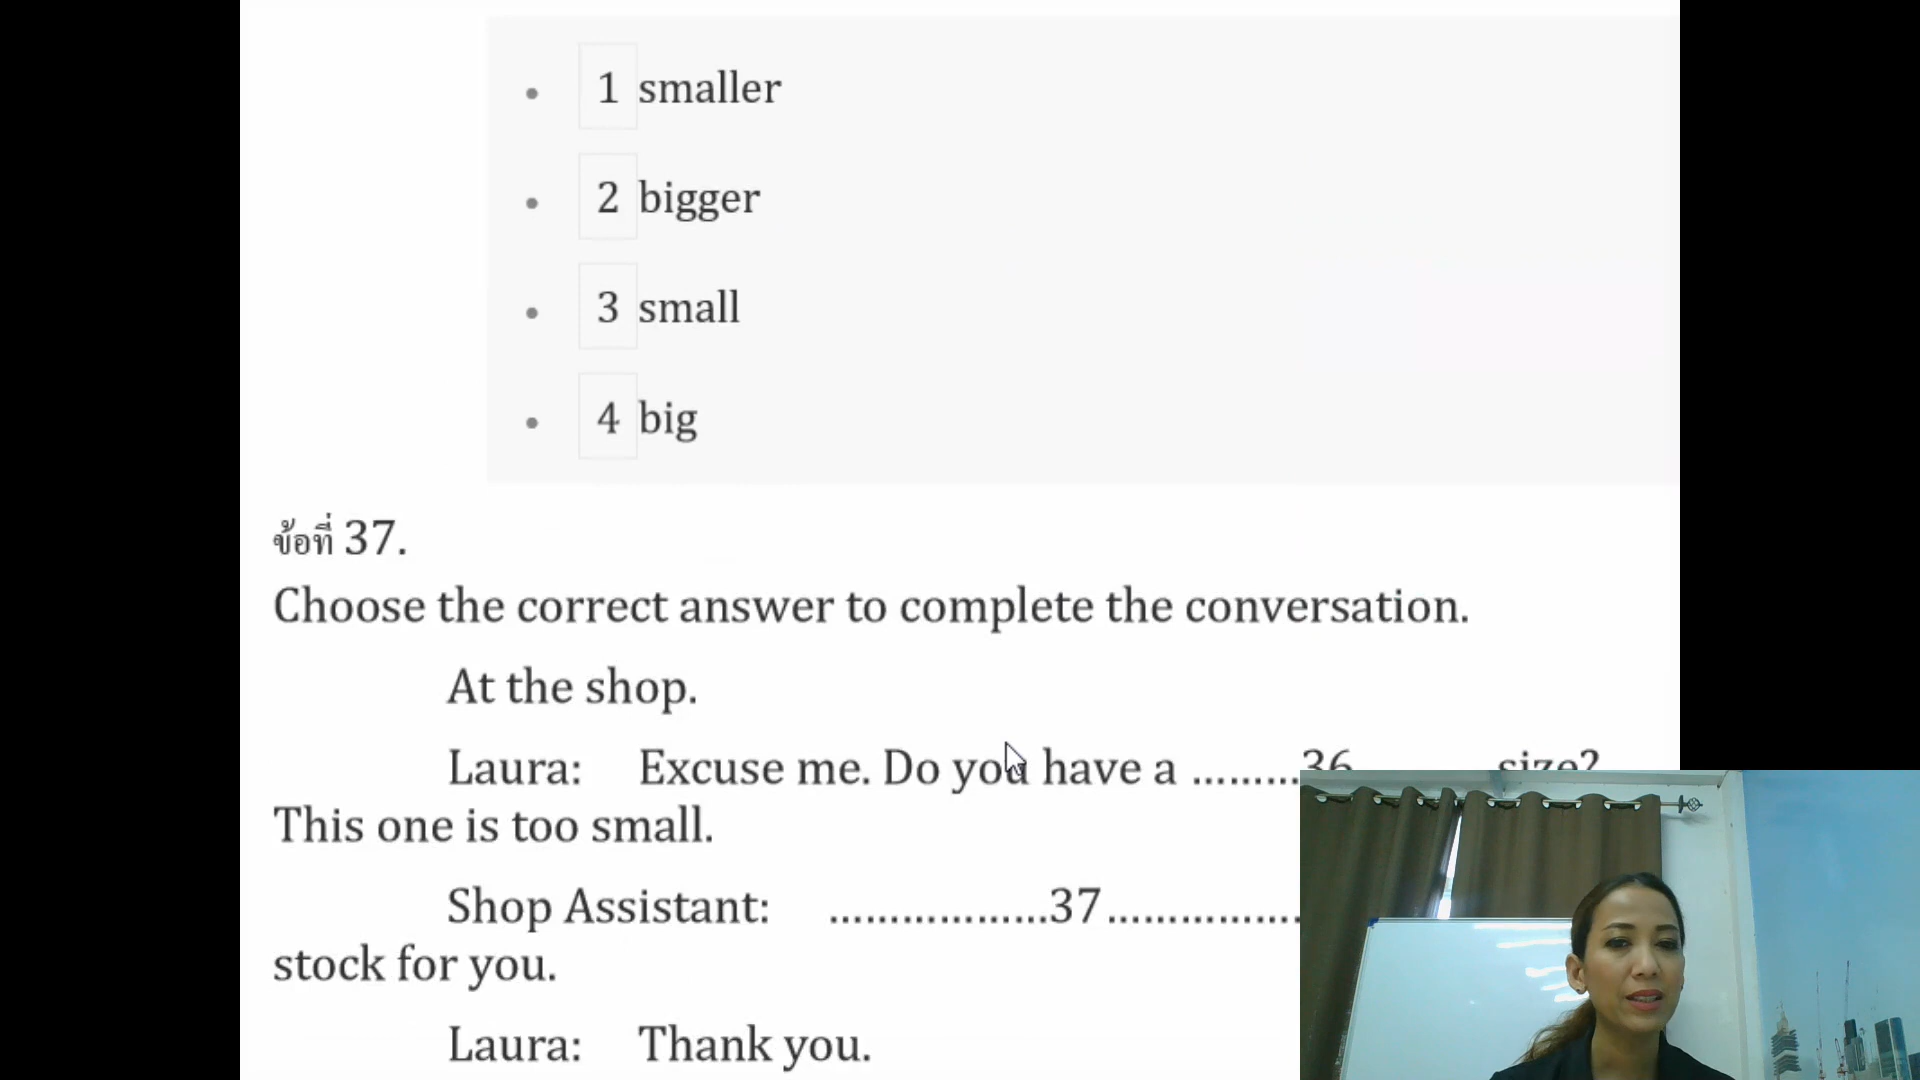 1 smaller
2 bigger
3 small
4 big
ข้อที่ 37.
Choose the correct answer to complete the conversation.
At the shop.
Laura: Excuse me. Do you have a .........36 size?
This one is too small.
Shop Assistant: ..................37................
stock for you.
Laura: Thank you.